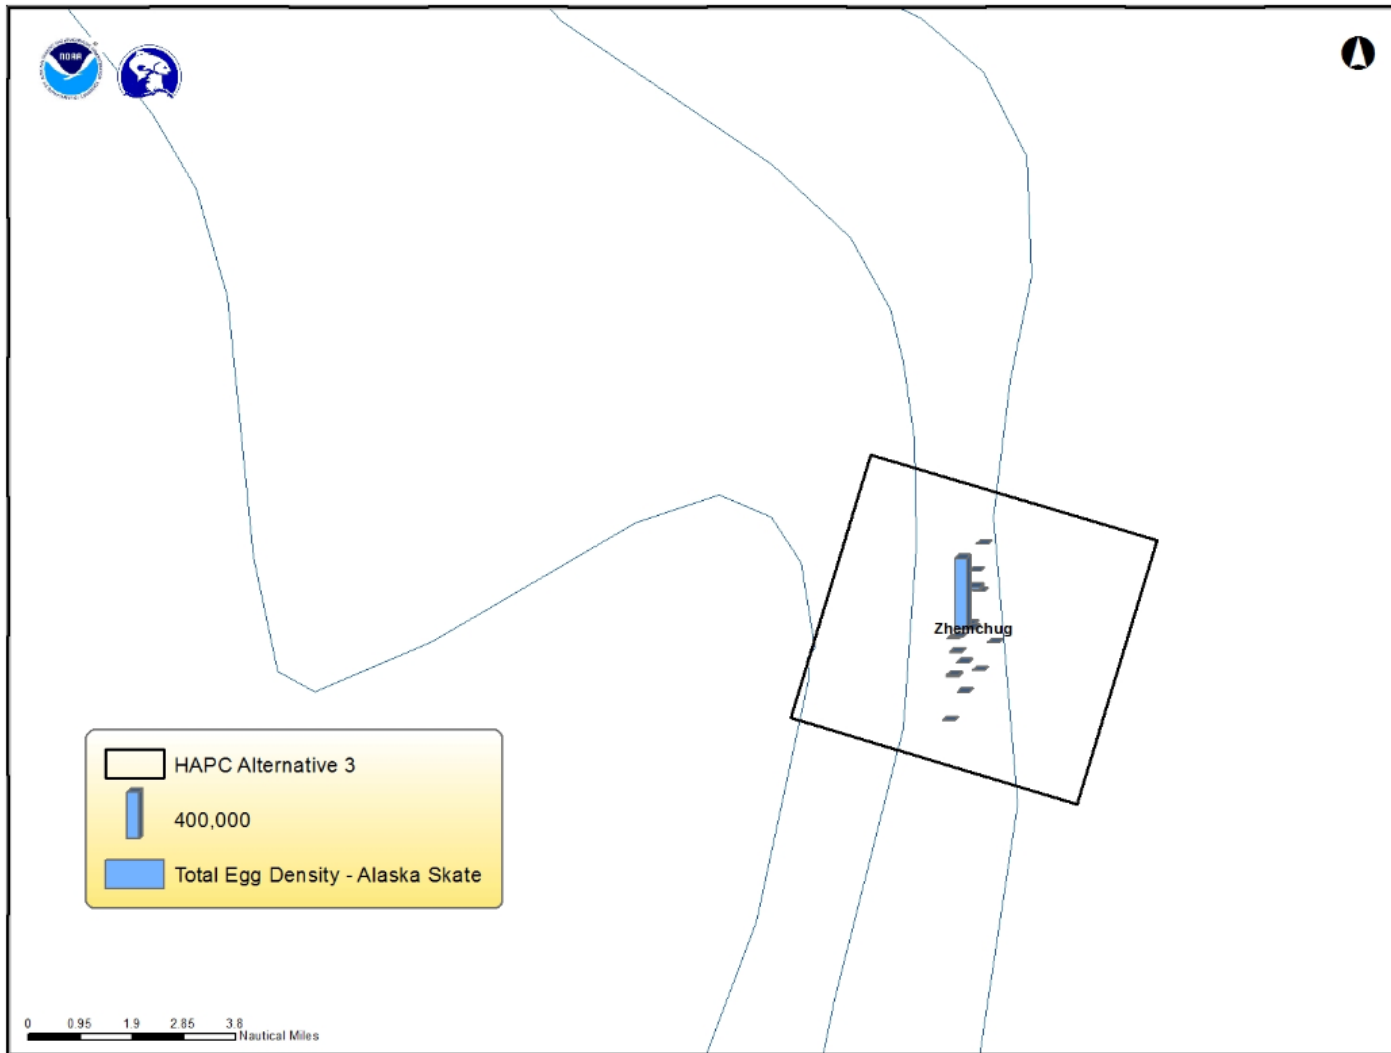 NOAA
Zhemchug
HAPC Alternative 3
400,000
Total Egg Density - Alaska Skate
0 0.95 1.9 2.85 3.8
Nautical Miles